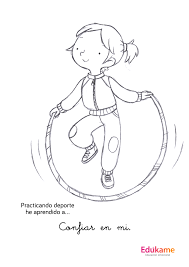 Practicando deporte
he aprendido a...
Confiar en mi.
Edukame